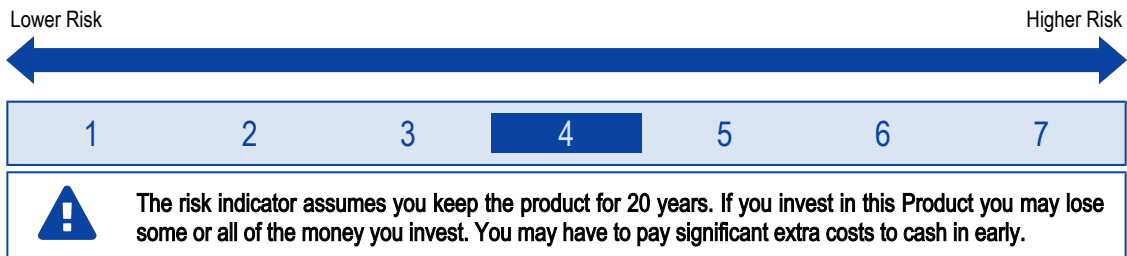 Lower Risk Higher Risk
1 2 3 4 5 6 7
The risk indicator assumes you keep the product for 20 years. If you invest in this Product you may lose
some or all of the money you invest. You may have to pay significant extra costs to cash in early.